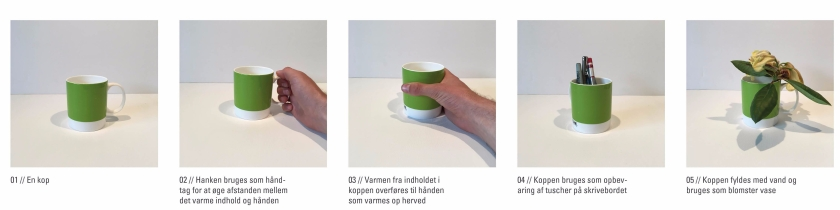 01 // En kop
02 // Hanken bruges som hånd-
tag for at øge afstanden mellem
det varme indhold og hånden
03 // Varmen fra indholdet i
koppen overføres til hånden
som varmes op herved
04 // Koppen bruges som opbev-
aring af tuscher på skrivebordet
05 // Koppen fyldes med vand og
bruges som blomster vase